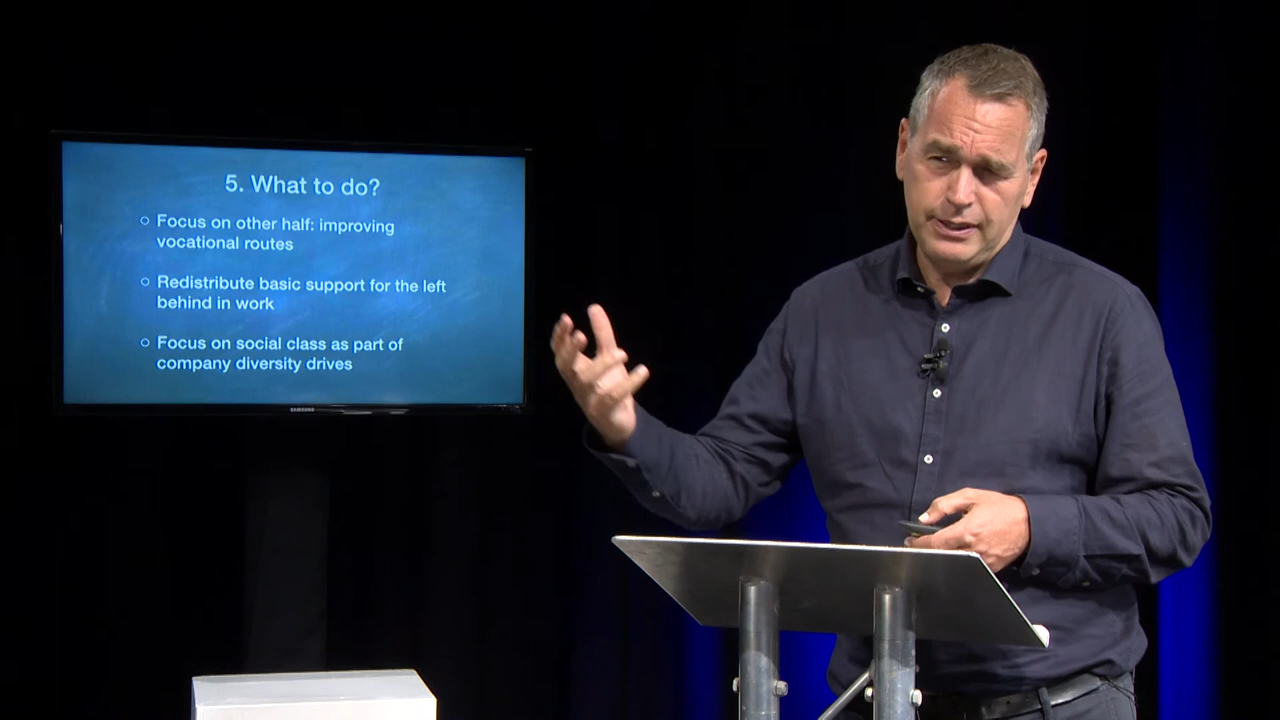 5. What to do?
○ Focus on other half: improving
vocational routes
○ Redistribute basic support for the left
behind in work
○ Focus on social class as part of
company diversity drives
SAMSUNG